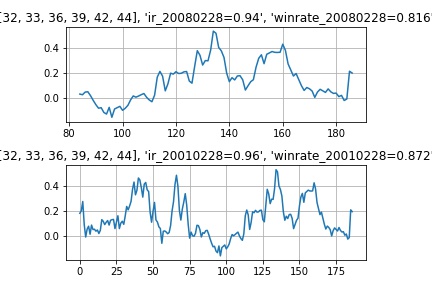 [32, 33, 36, 39, 42, 44], 'ir_20080228=0.94', 'winrate_20080228=0.816'
0.4
0.2
0.0
80 100 120 140 160 180
[32, 33, 36, 39, 42, 44], 'ir_20010228=0.96', 'winrate_20010228=0.872'
0.4
0.2
0.0
0 25 50 75 100 125 150 175